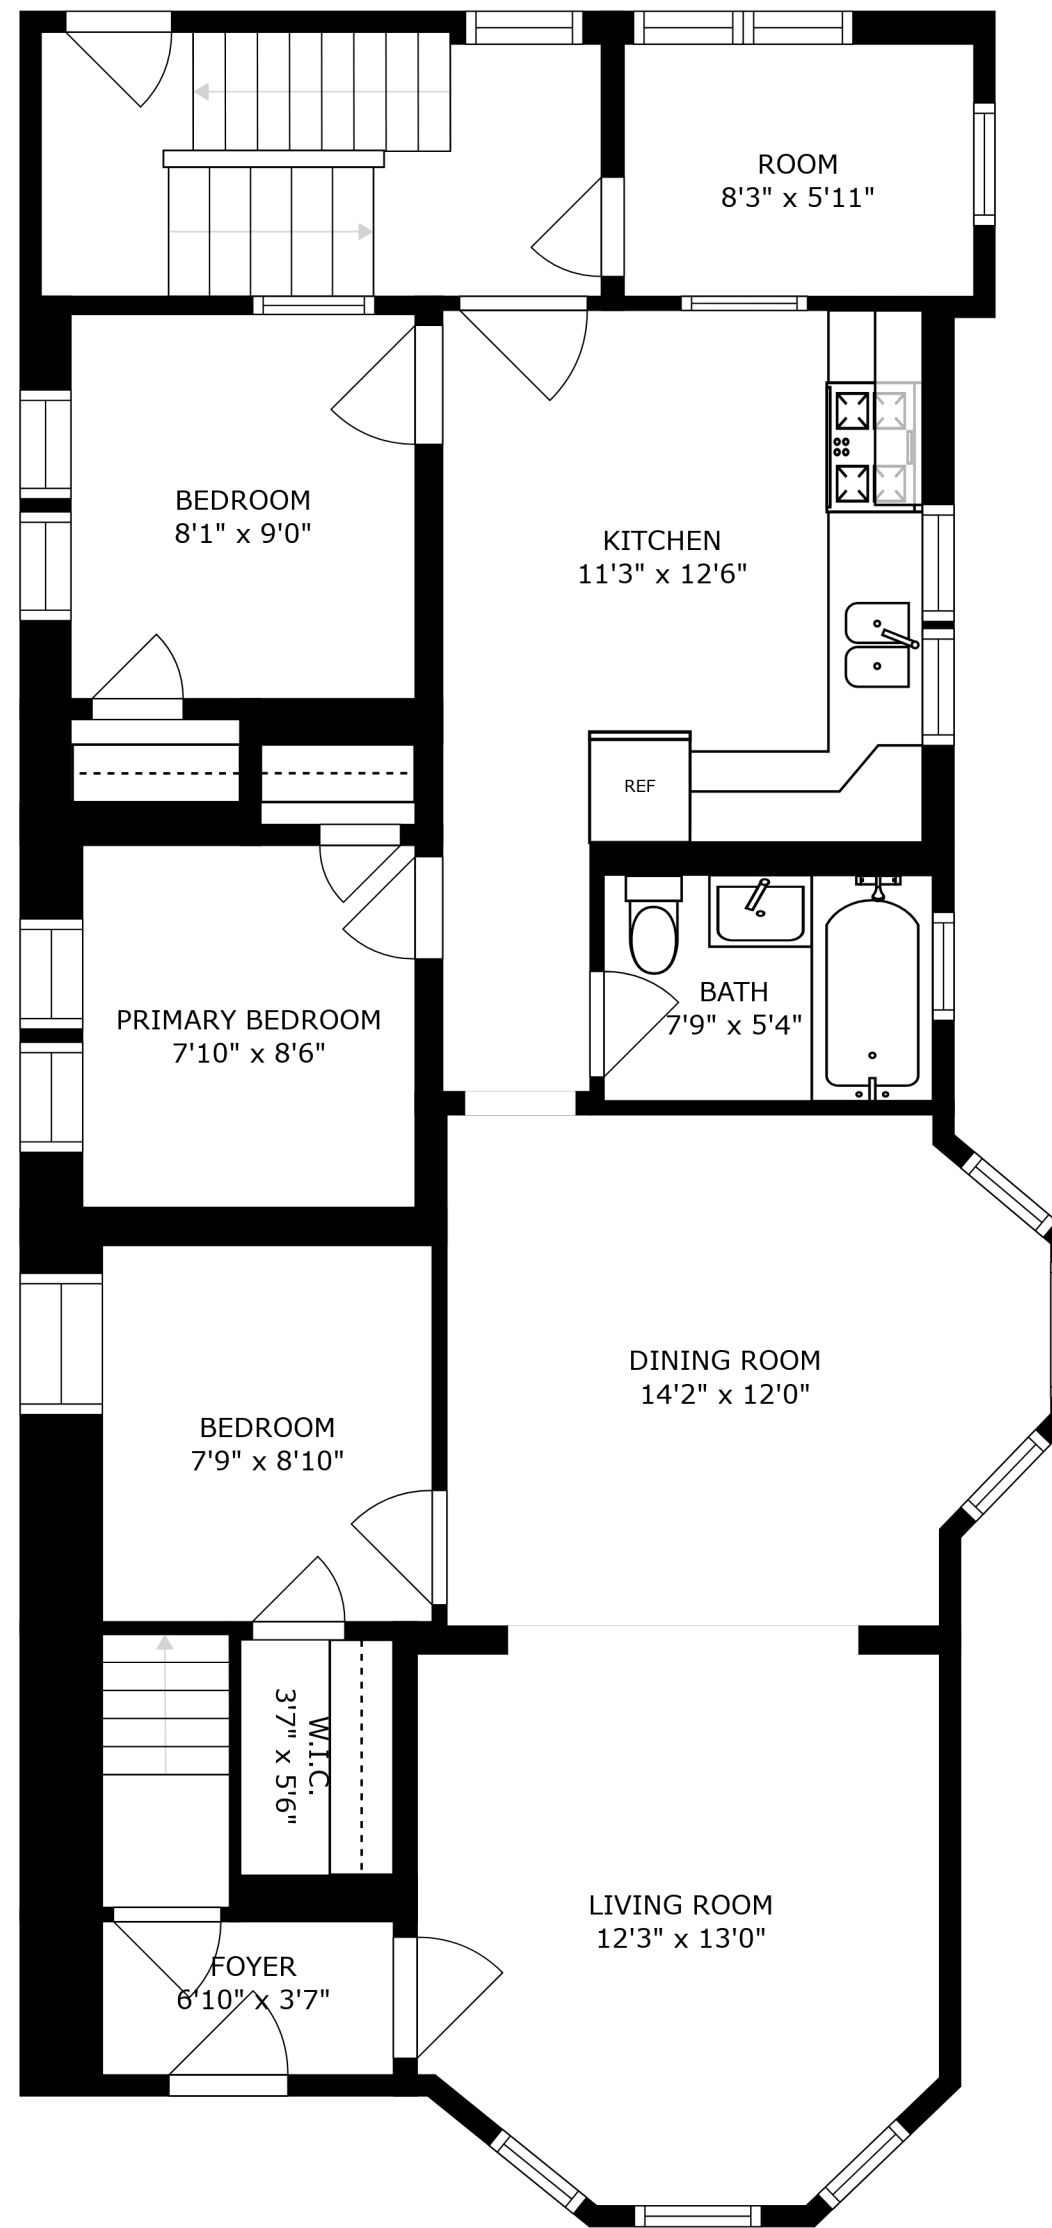 ROOM
8'3" x 5'11"
BEDROOM
8'1" x 9'0"
KITCHEN
11'3" x 12'6"
REF
BATH
7'9" x 5'4"
PRIMARY BEDROOM
7'10" x 8'6"
DINING ROOM
14'2" x 12'0"
BEDROOM
7'9" x 8'10"
W.I.C.
3'7" x 5'6"
LIVING ROOM
12'3" x 13'0"
FOYER
6'10" x 3'7"